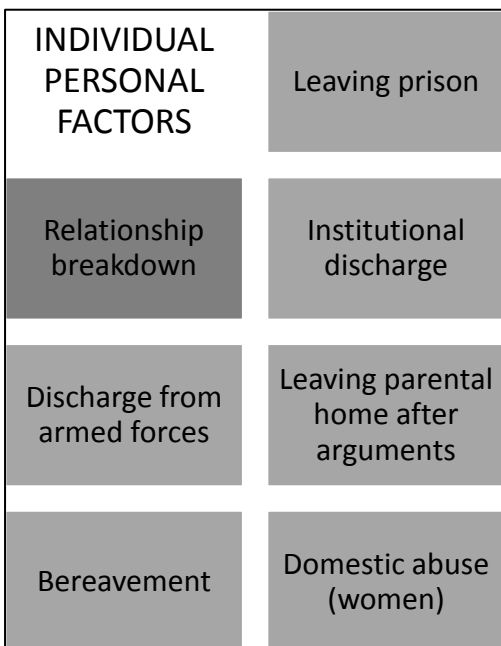 INDIVIDUAL
PERSONAL
FACTORS
Leaving prison
Relationship
breakdown
Institutional
discharge
Discharge from
armed forces
Leaving parental
home after
arguments
Bereavement
Domestic abuse
(women)